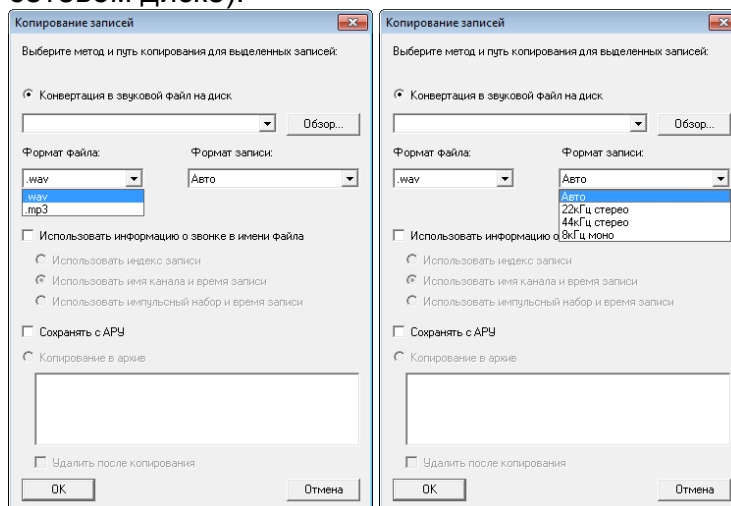 Копирование записей
Выберите метод и путь копирования для выделенных записей:
Конвертация в звуковой файл на диск
Обзор...
Формат файла: Формат записи:
.wav Авто
.wav
.mp3
Использовать информацию о звонке в имени файла
Использовать индекс записи
Использовать имя канала и время записи
Использовать импульсный набор и время записи
Сохранять с АРУ
Копирование в архив
Удалить после копирования
OK Отмена
Копирование записей
Выберите метод и путь копирования для выделенных записей:
Конвертация в звуковой файл на диск
Обзор...
Формат файла: Формат записи:
.wav Авто
Авто
22кГц стерео
44кГц стерео
8кГц моно
Использовать информацию о
Использовать индекс записи
Использовать имя канала и время записи
Использовать импульсный набор и время записи
Сохранять с АРУ
Копирование в архив
Удалить после копирования
OK Отмена